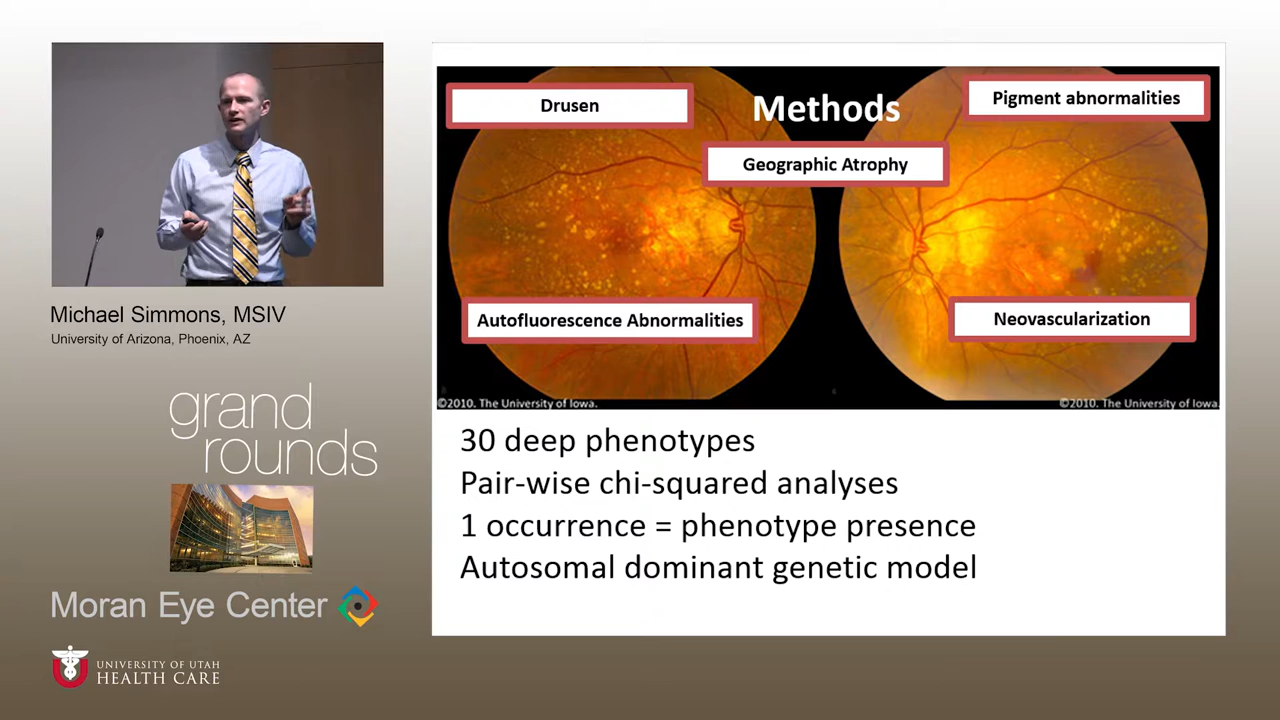 Drusen
Methods
Pigment abnormalities
Geographic Atrophy
Autofluorescence Abnormalities
Neovascularization
©2010. The University of Iowa.
©2010. The University of Iowa.
30 deep phenotypes
Pair-wise chi-squared analyses
1 occurrence = phenotype presence
Autosomal dominant genetic model
Michael Simmons, MSIV
University of Arizona, Phoenix, AZ
grand
rounds
Moran Eye Center
U
UNIVERSITY OF UTAH
HEALTH CARE